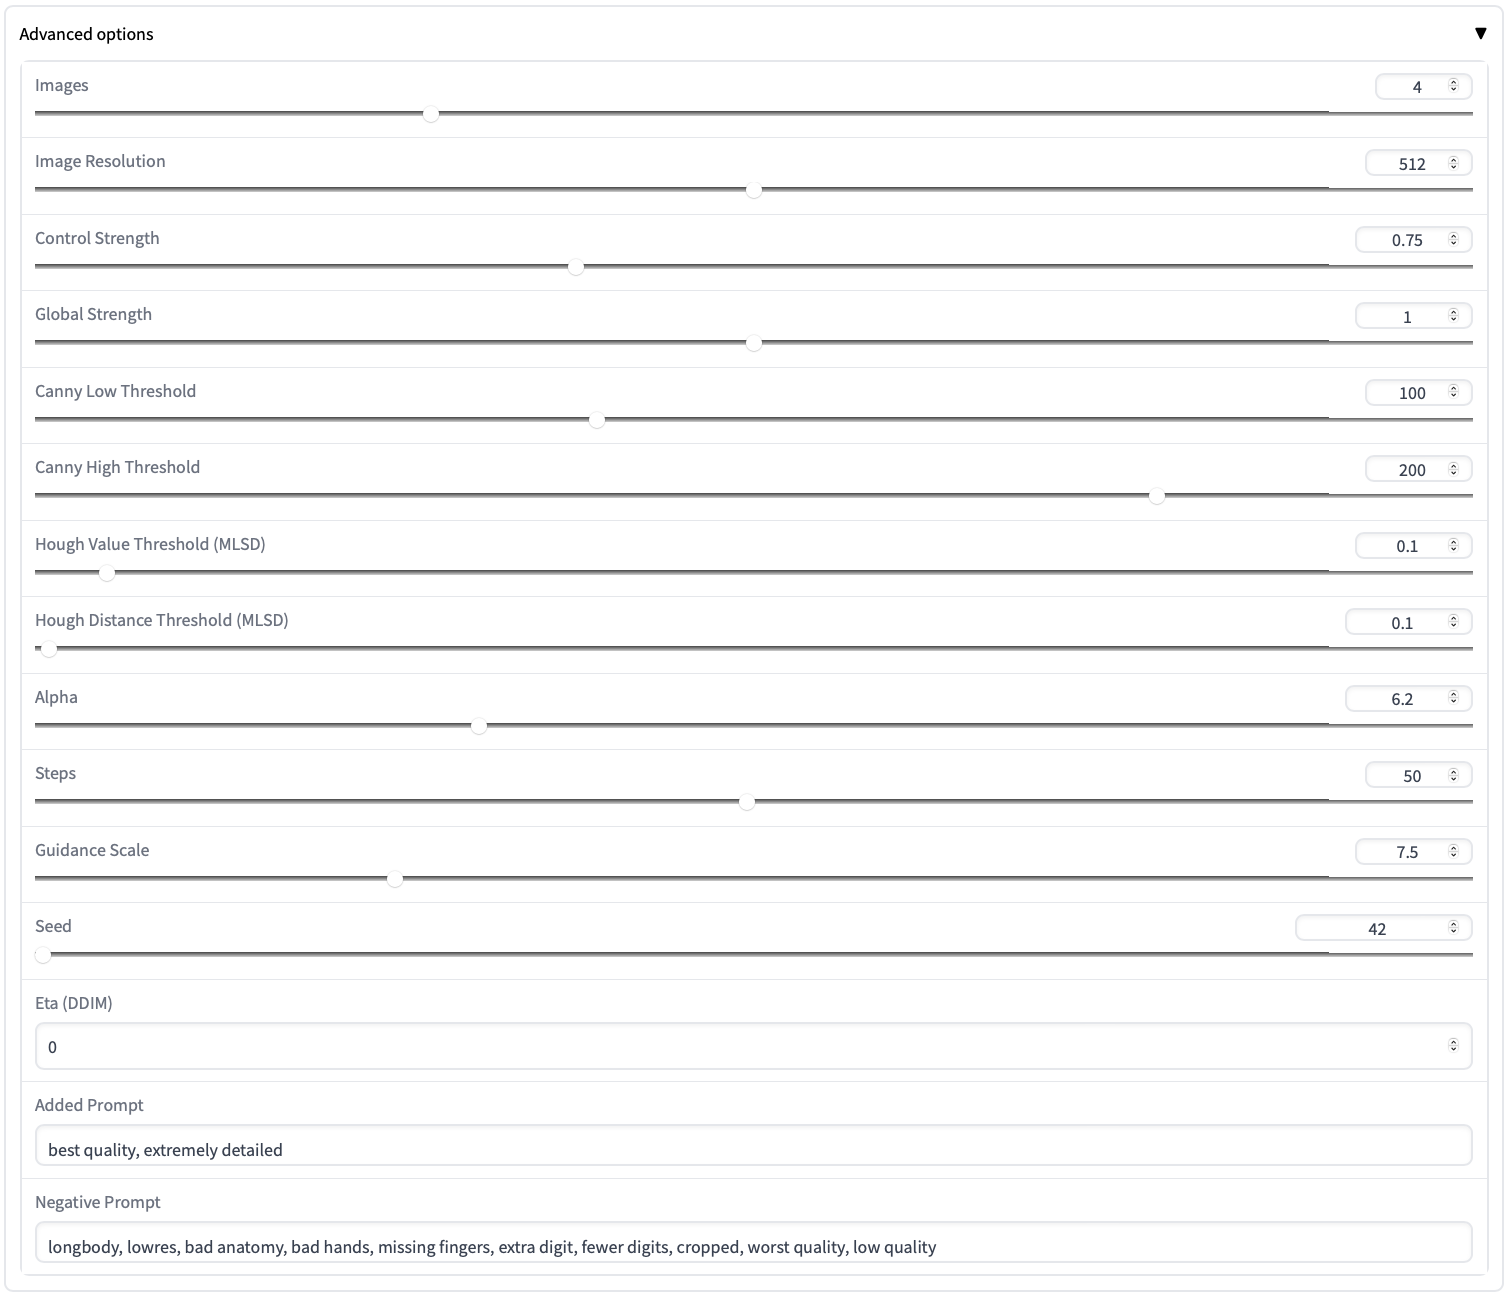 Advanced options ▼
Images 4
Image Resolution 512
Control Strength 0.75
Global Strength 1
Canny Low Threshold 100
Canny High Threshold 200
Hough Value Threshold (MLSD) 0.1
Hough Distance Threshold (MLSD) 0.1
Alpha 6.2
Steps 50
Guidance Scale 7.5
Seed 42
Eta (DDIM)
0
Added Prompt
best quality, extremely detailed
Negative Prompt
longbody, lowres, bad anatomy, bad hands, missing fingers, extra digit, fewer digits, cropped, worst quality, low quality